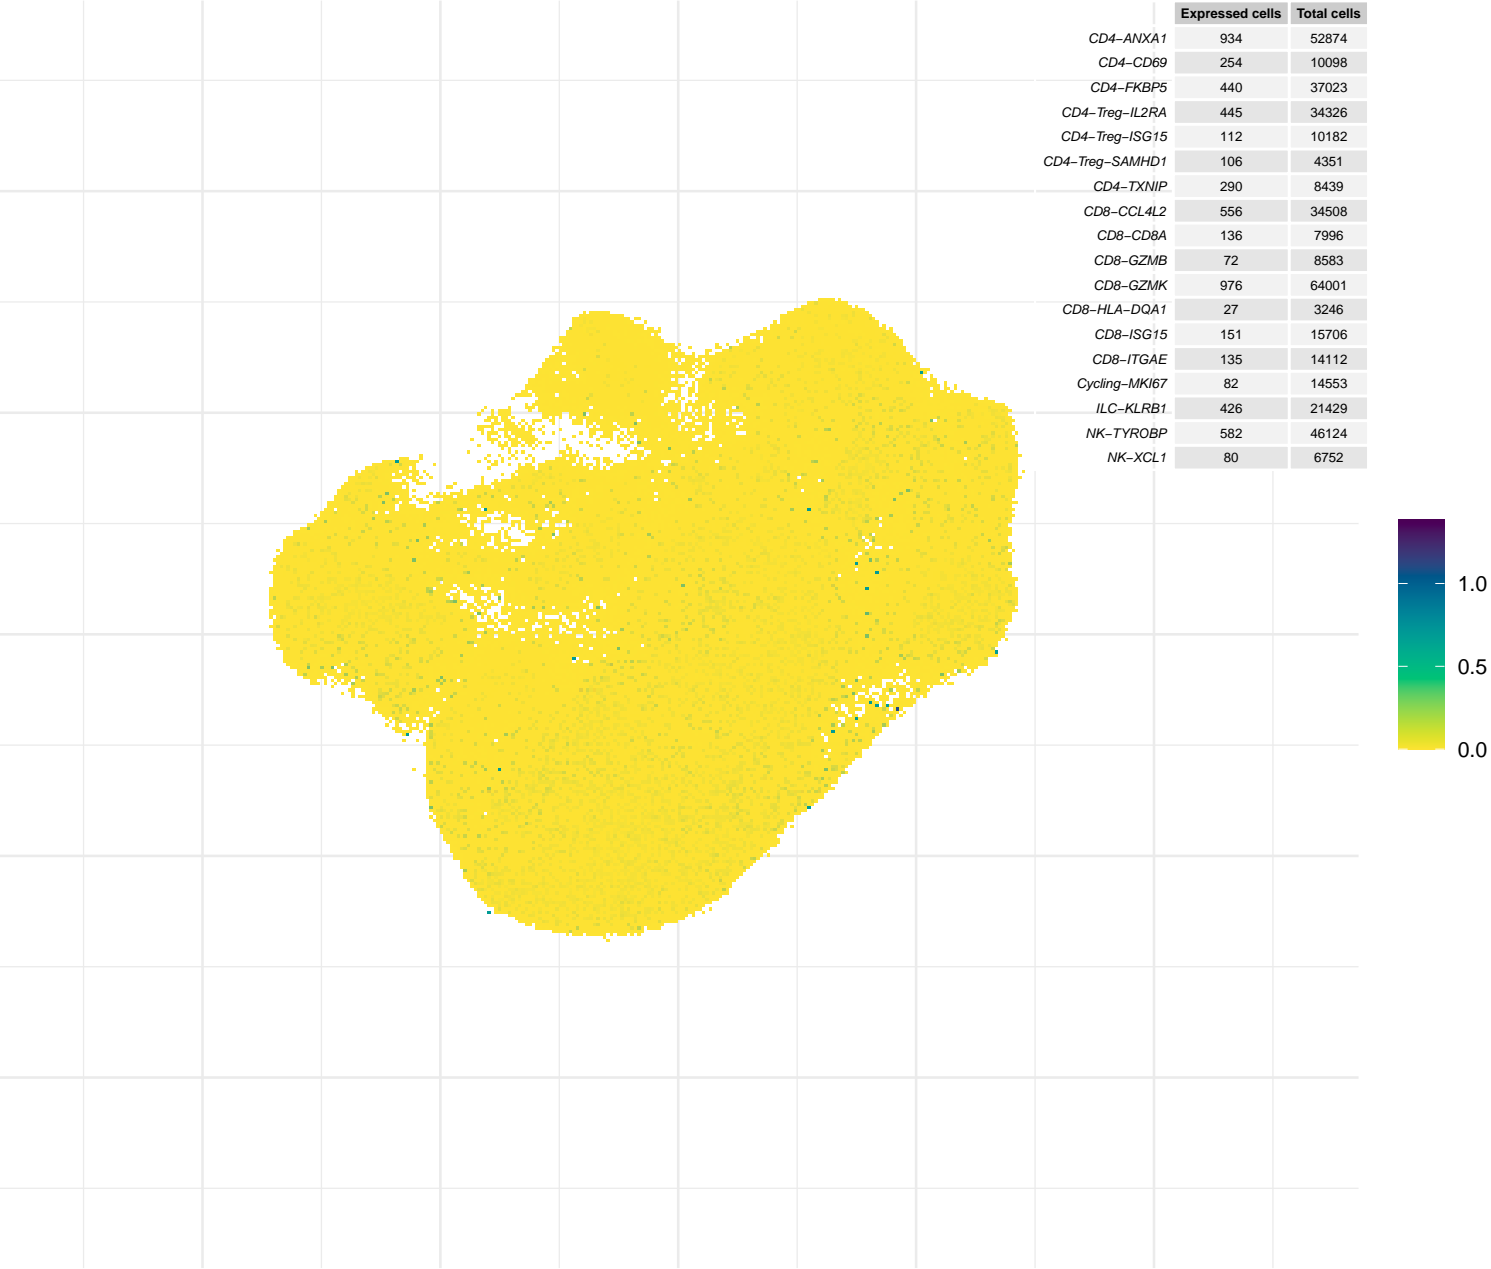 Expressed cells Total cells
CD4−ANXA1 934 52874
CD4−CD69 254 10098
CD4−FKBP5 440 37023
CD4−Treg−IL2RA 445 34326
CD4−Treg−ISG15 112 10182
CD4−Treg−SAMHD1 106 4351
CD4−TXNIP 290 8439
CD8−CCL4L2 556 34508
CD8−CD8A 136 7996
CD8−GZMB 72 8583
CD8−GZMK 976 64001
CD8−HLA−DQA1 27 3246
CD8−ISG15 151 15706
CD8−ITGAE 135 14112
Cycling−MKI67 82 14553
ILC−KLRB1 426 21429
NK−TYROBP 582 46124
NK−XCL1 80 6752
1.0
0.5
0.0